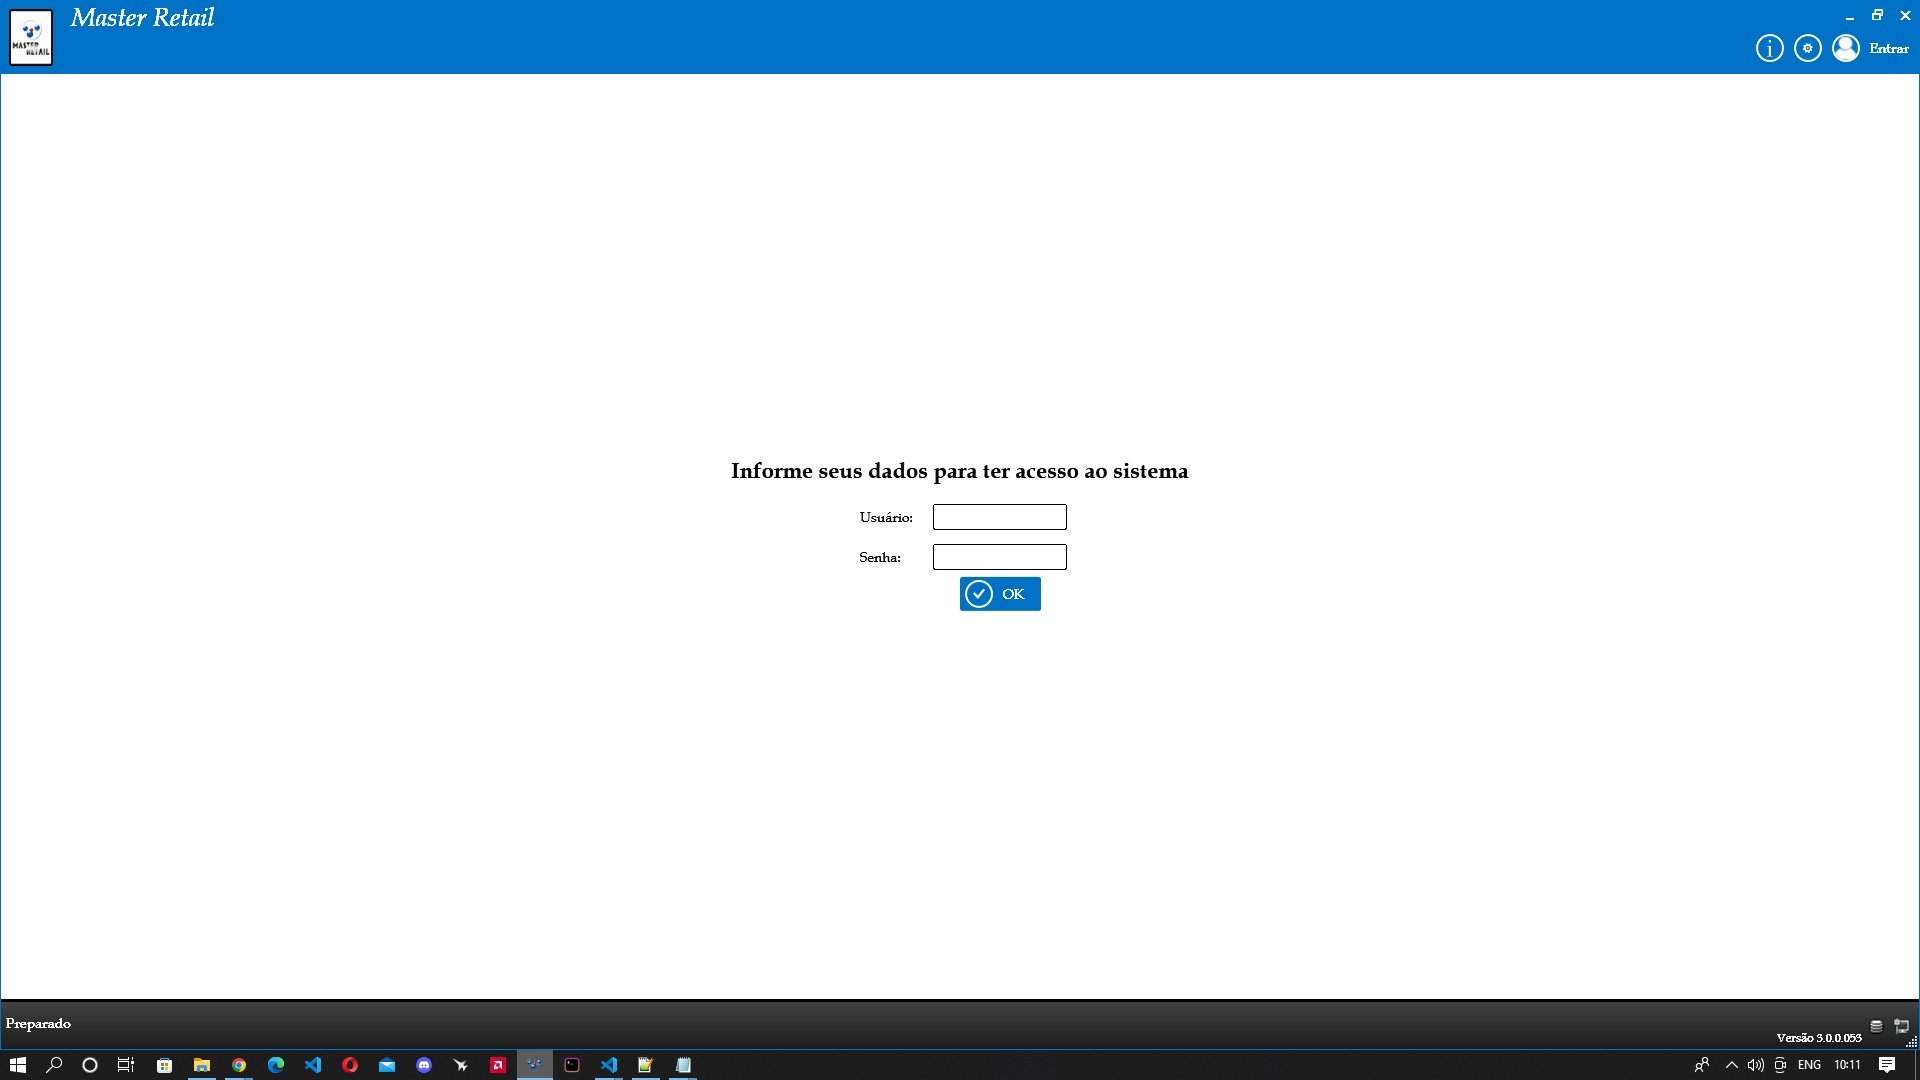 Master Retail
MASTER
RETAIL
Entrar
Informe seus dados para ter acesso ao sistema
Usuário:
Senha:
OK
Preparado
Versão 3.0.0.053
ENG
10:11